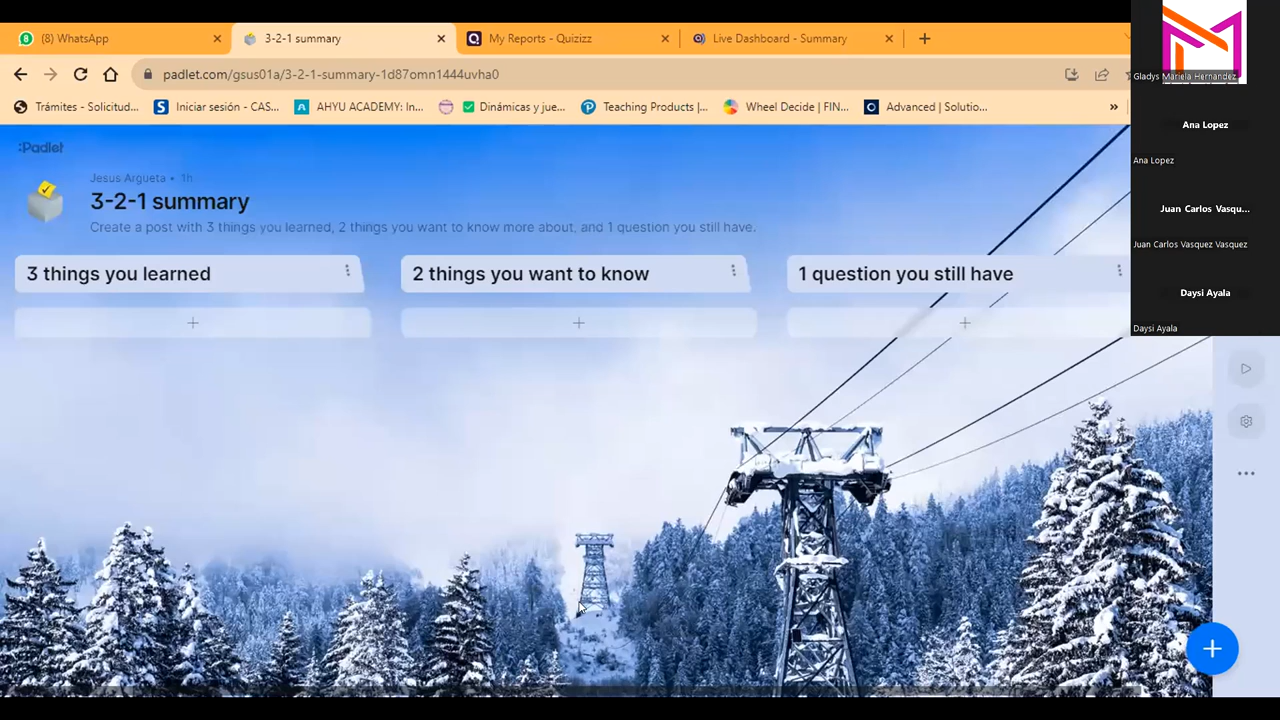 (8) WhatsApp
3-2-1 summary
My Reports - Quizizz
Live Dashboard - Summary
padlet.com/gsus01a/3-2-1-summary-1d87omn1444uvha0
Trámites - Solicitud...
Iniciar sesión - CAS...
AHYU ACADEMY: In...
Dinámicas y jue...
Teaching Products |...
Wheel Decide | FIN...
Advanced | Solutio...
:Padlet
Jesus Argueta • 1h
3-2-1 summary
Create a post with 3 things you learned, 2 things you want to know more about, and 1 question you still have.
3 things you learned
2 things you want to know
1 question you still have
Gladys Mariela Hernandez
Ana Lopez
Ana Lopez
Juan Carlos Vasqu...
Juan Carlos Vasquez Vasquez
Daysi Ayala
Daysi Ayala